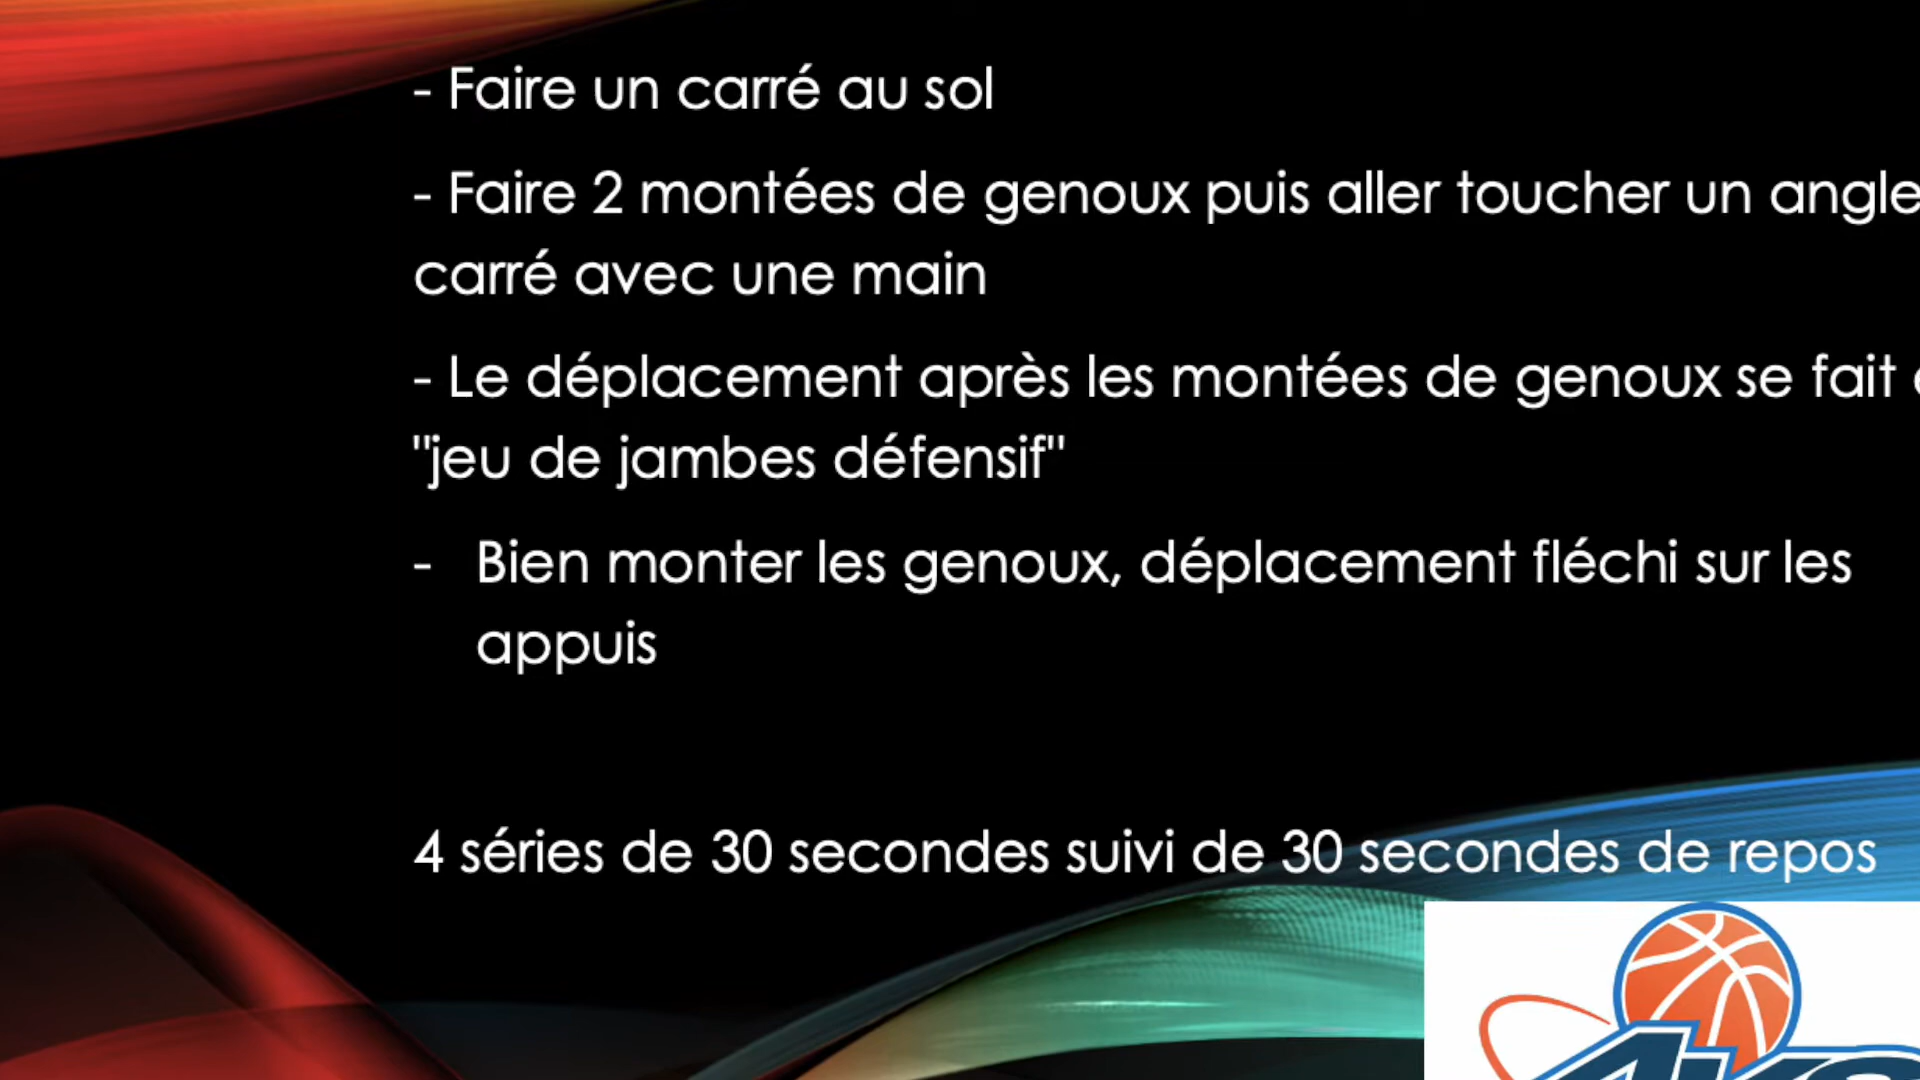 - Faire un carré au sol
- Faire 2 montées de genoux puis aller toucher un angle
carré avec une main
- Le déplacement après les montées de genoux se fait
"jeu de jambes défensif"
- Bien monter les genoux, déplacement fléchi sur les
appuis
4 séries de 30 secondes suivi de 30 secondes de repos